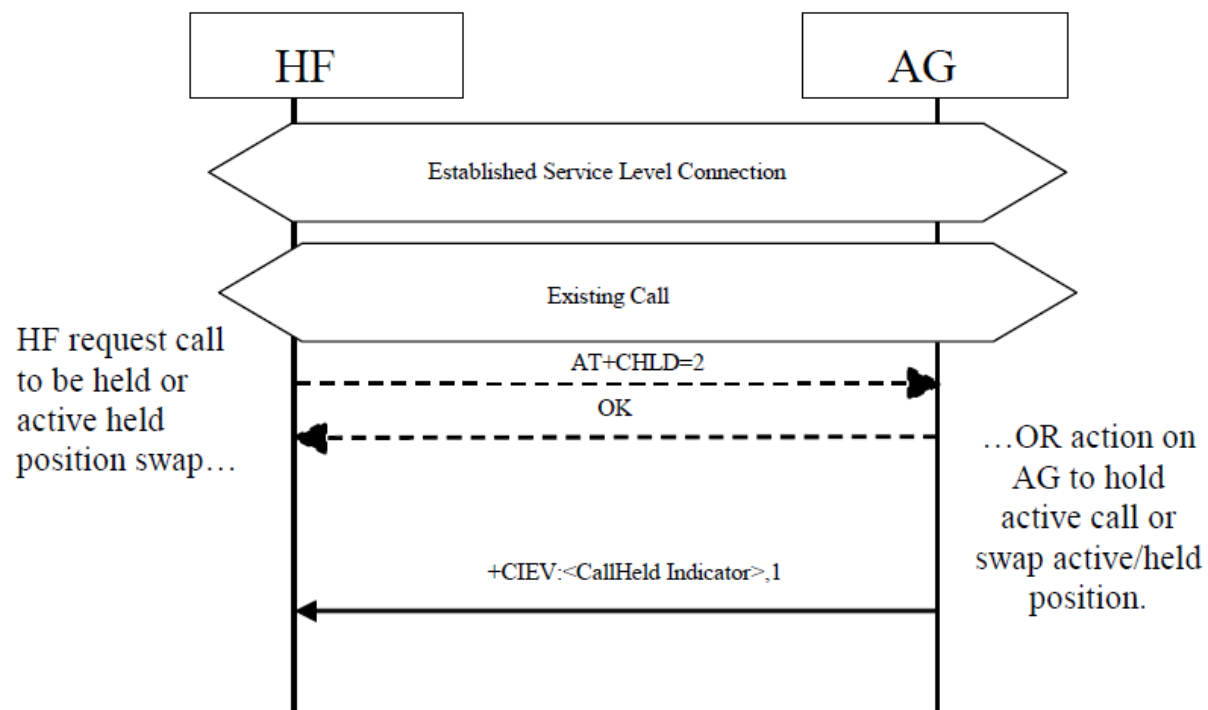 HF
AG
Established Service Level Connection
Existing Call
HF request call
to be held or
active held
position swap…
AT+CHLD=2
OK
…OR action on
AG to hold
active call or
swap active/held
position.
+CIEV:<CallHeld Indicator>,1